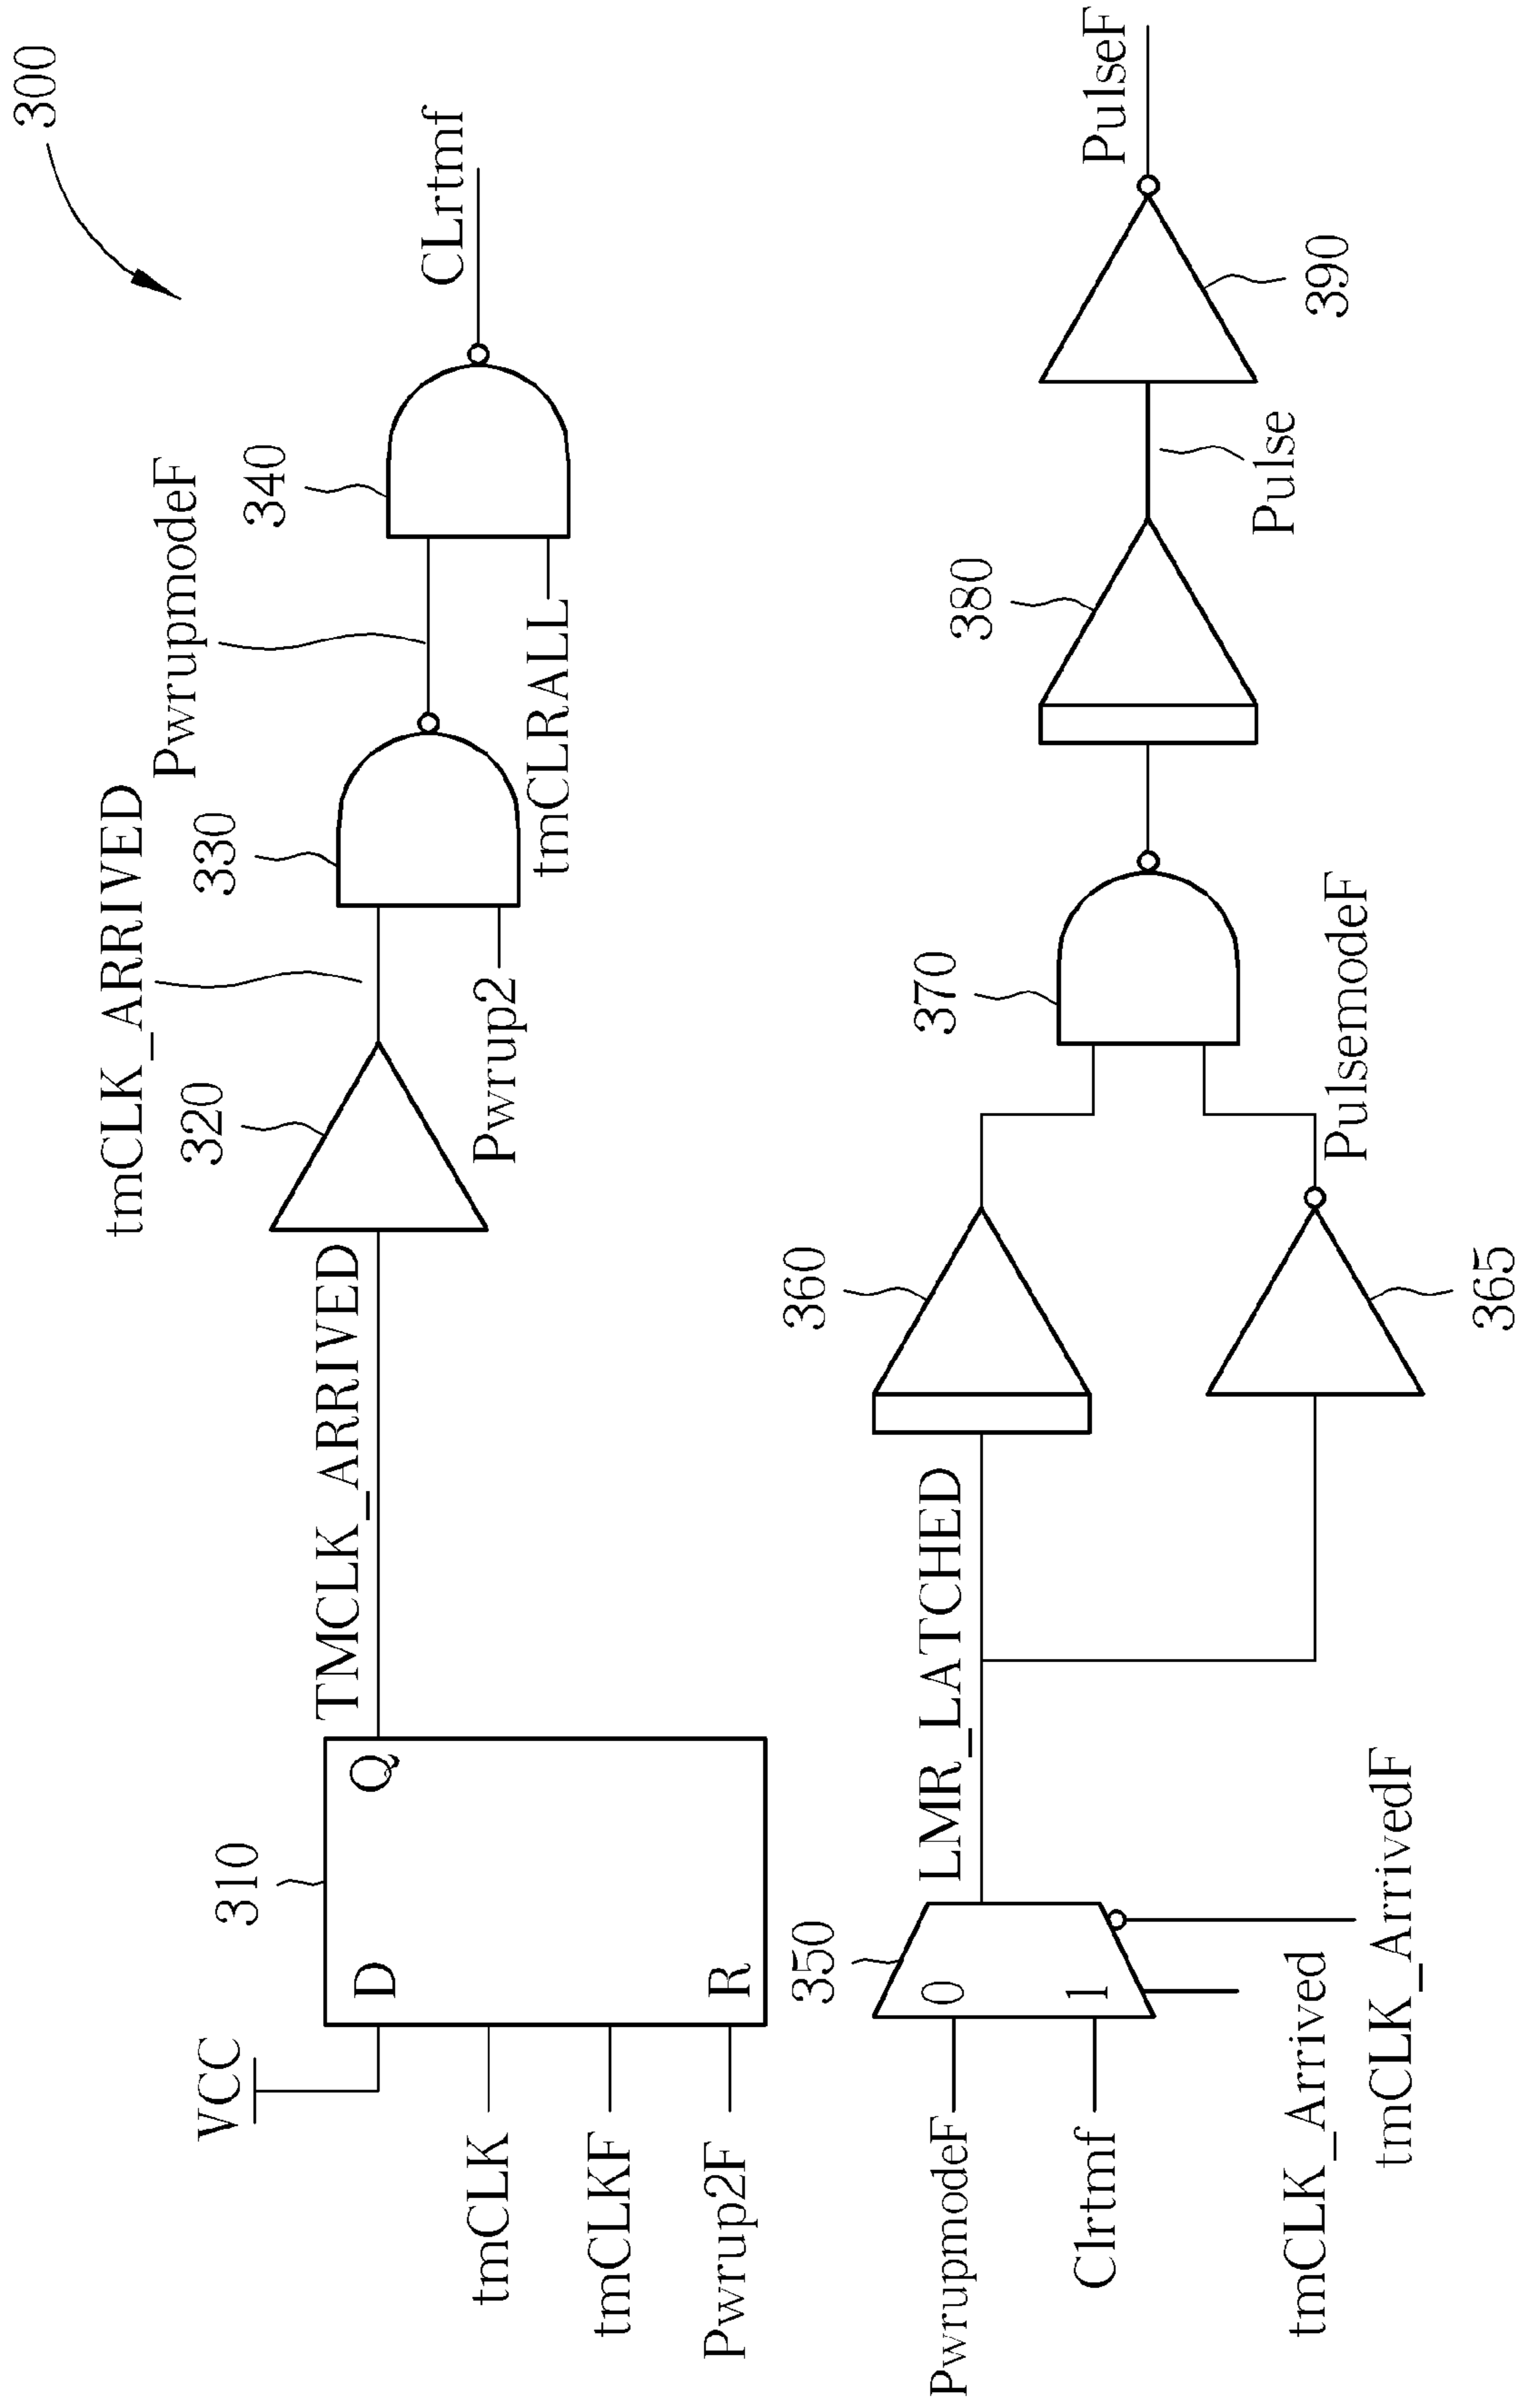 300
VCC
tmCLK
tmCLKF
Pwrup2F
310
D
Q
R
TMCLK_ARRIVED
320
tmCLK_ARRIVED
Pwrup2
330
PwrupmodeF
tmCLRALL
340
CLrtmf
PwrupmodeF
Clrtmf
350
0
1
tmCLK_Arrived
tmCLK_ArrivedF
LMR_LATCHED
360
365
PulsemodeF
370
380
Pulse
390
PulseF